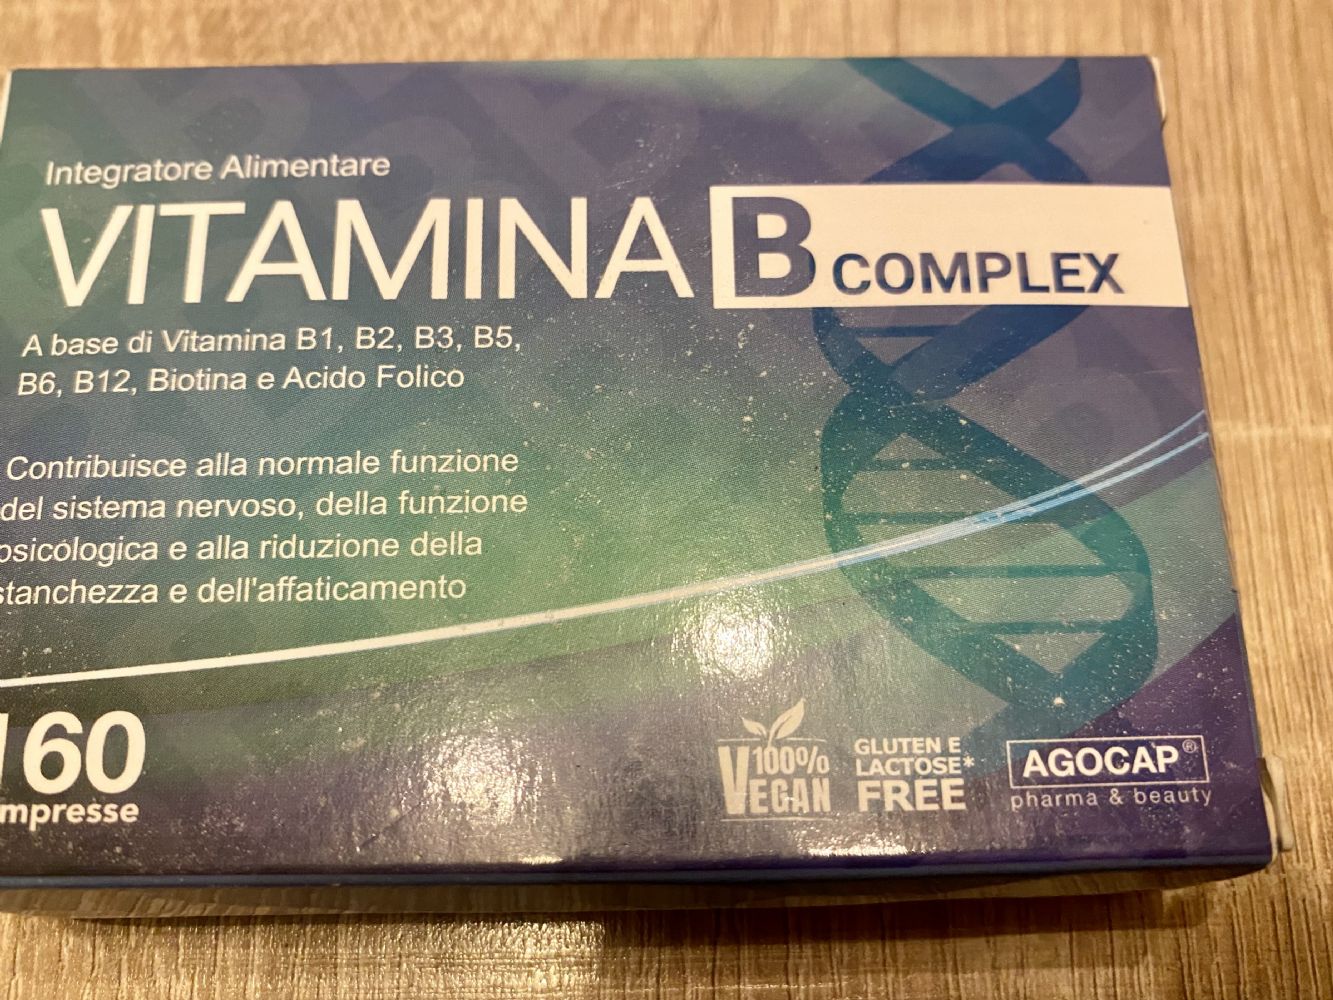 Integratore Alimentare
VITAMINA B COMPLEX
A base di Vitamina B1, B2, B3, B5,
B6, B12, Biotina e Acido Folico
Contribuisce alla normale funzione
del sistema nervoso, della funzione
psicologica e alla riduzione della
stanchezza e dell'affaticamento
160
mpresse
100%
VEGAN
GLUTEN E
LACTOSE*
FREE
AGOCAP®
pharma & beauty